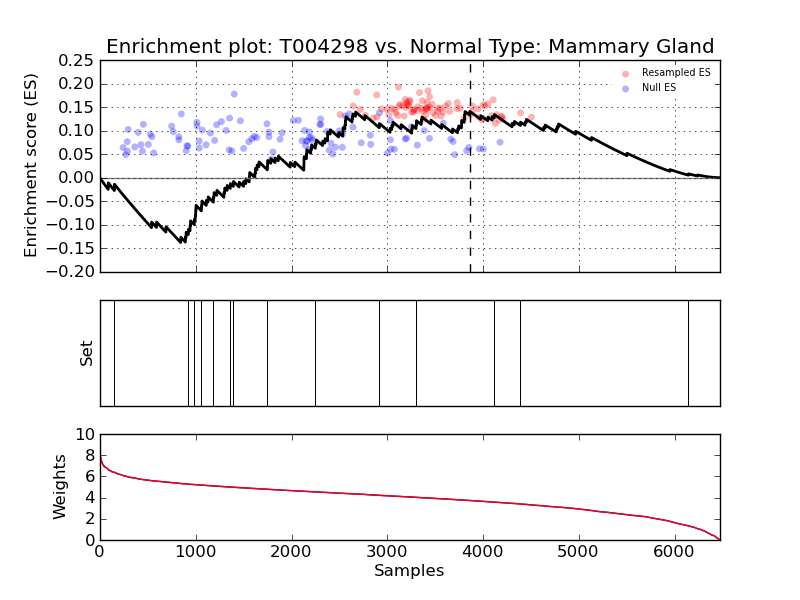 Enrichment plot: T004298 vs. Normal Type: Mammary Gland
Enrichment score (ES)
0.25
0.20
0.15
0.10
0.05
0.00
−0.05
−0.10
−0.15
−0.20
Resampled ES
Null ES
Set
Weights
10
8
6
4
2
0
0 1000 2000 3000 4000 5000 6000
Samples